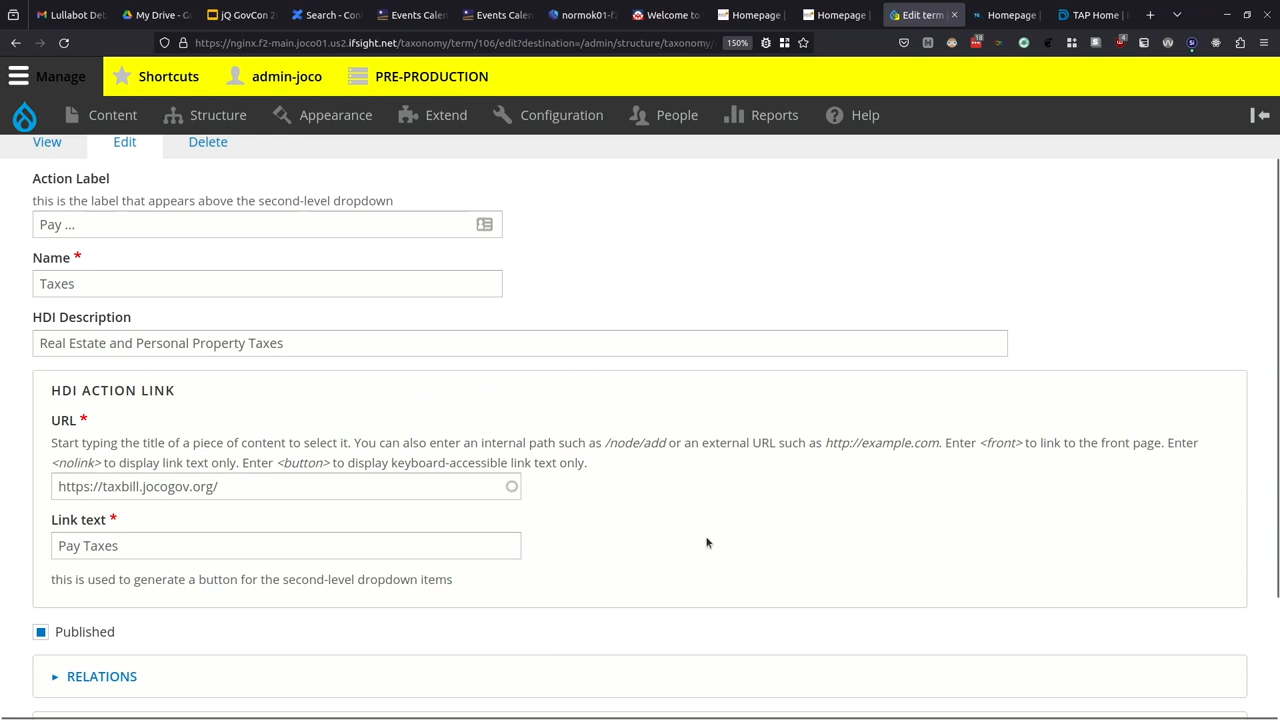 Lullabot Del
My Drive - Go
jQ GovCon 2
Search - Con
Events Calen
Events Calen
normok01-f2
Welcome to
Homepage
Homepage
Edit term
Homepage
TAP Home |
https://nginx.f2-main.joco01.us2.ifsight.net/taxonomy/term/106/edit?destination=/admin/structure/taxonomy/
150%
Manage
Shortcuts
admin-joco
PRE-PRODUCTION
Content
Structure
Appearance
Extend
Configuration
People
Reports
Help
View
Edit
Delete
Action Label
this is the label that appears above the second-level dropdown
Pay ...
Name *
Taxes
HDI Description
Real Estate and Personal Property Taxes
HDI ACTION LINK
URL *
Start typing the title of a piece of content to select it. You can also enter an internal path such as /node/add or an external URL such as http://example.com. Enter <front> to link to the front page. Enter
<nolink> to display link text only. Enter <button> to display keyboard-accessible link text only.
https://taxbill.jocogov.org/
Link text *
Pay Taxes
this is used to generate a button for the second-level dropdown items
Published
RELATIONS